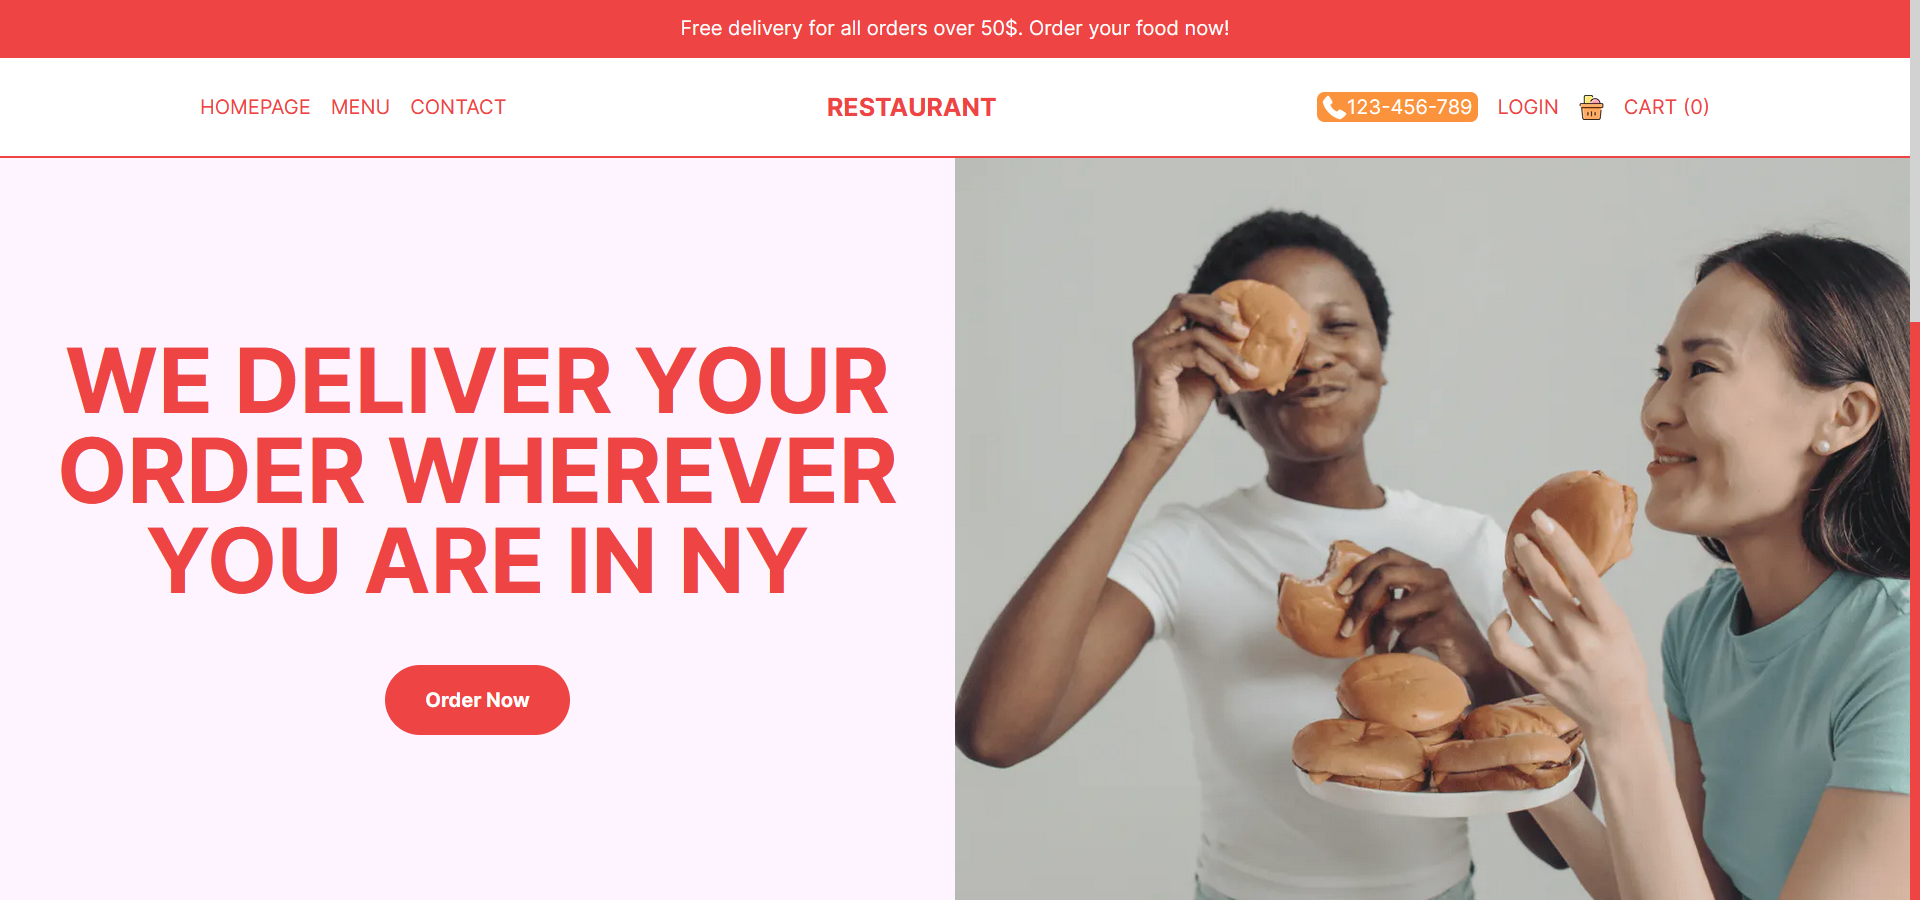 Free delivery for all orders over 50$. Order your food now!
HOMEPAGE MENU CONTACT
RESTAURANT
123-456-789 LOGIN CART (0)
WE DELIVER YOUR
ORDER WHEREVER
YOU ARE IN NY
Order Now